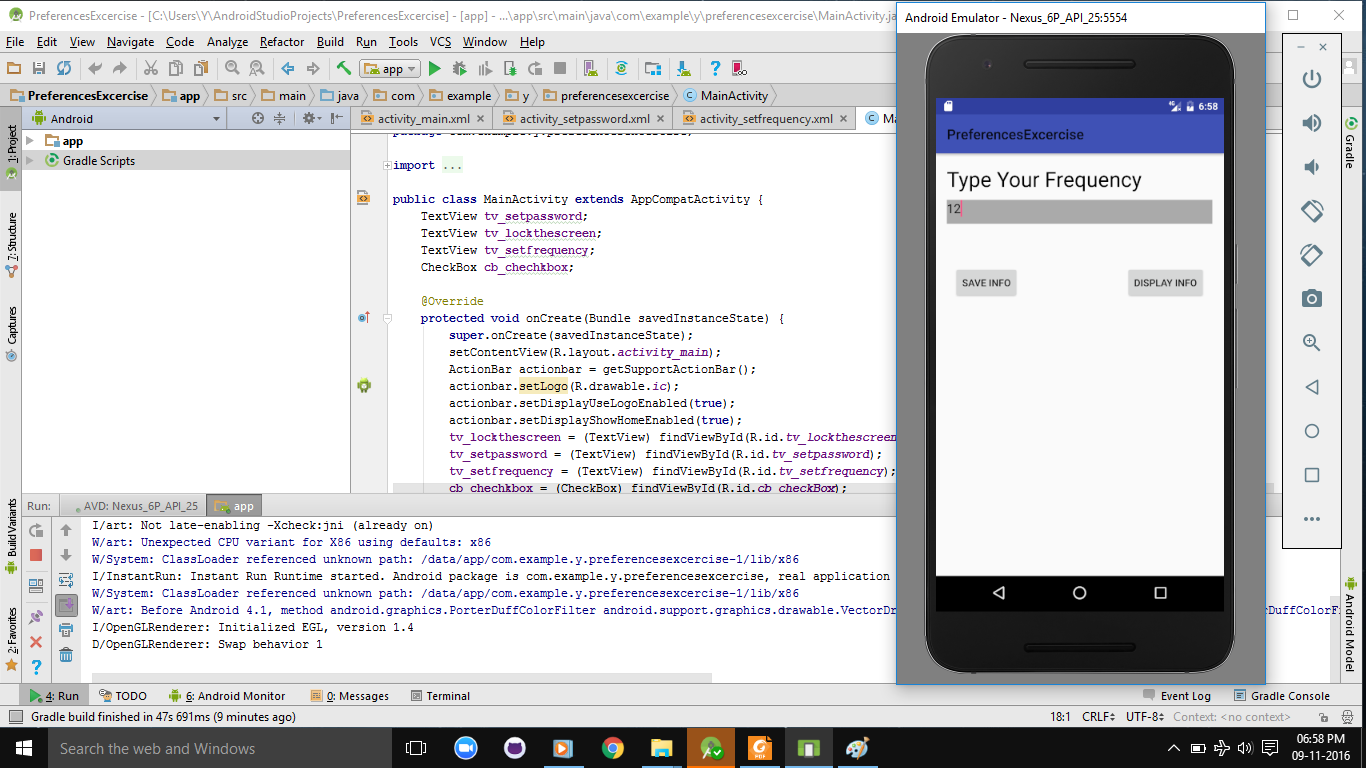 PreferencesExcercise - [C:\Users\Y\AndroidStudioProjects\PreferencesExcercise] - [app] - ...\app\src\main\java\com\example\y\preferencesexcercise\MainActivity.ja
File Edit View Navigate Code Analyze Refactor Build Run Tools VCS Window Help
app
PreferencesExcercise app src main java com example y preferencesexcercise MainActivity
Android
activity_main.xml activity_setpassword.xml activity_setfrequency.xml Ma
1: Project
7: Structure
Captures
Build Variants
2: Favorites
app
Gradle Scripts
import ...
public class MainActivity extends AppCompatActivity {
TextView tv_setpassword;
TextView tv_lockthescreen;
TextView tv_setfrequency;
CheckBox cb_chechkbox;
@Override
protected void onCreate(Bundle savedInstanceState) {
super.onCreate(savedInstanceState);
setContentView(R.layout.activity_main);
ActionBar actionbar = getSupportActionBar();
actionbar.setLogo(R.drawable.ic);
actionbar.setDisplayUseLogoEnabled(true);
actionbar.setDisplayShowHomeEnabled(true);
tv_lockthescreen = (TextView) findViewById(R.id.tv_lockthescreen
tv_setpassword = (TextView) findViewById(R.id.tv_setpassword);
tv_setfrequency = (TextView) findViewById(R.id.tv_setfrequency);
cb_chechkbox = (CheckBox) findViewById(R.id.cb_checkBox);
Run: AVD: Nexus_6P_API_25 app
I/art: Not late-enabling -Xcheck:jni (already on)
W/art: Unexpected CPU variant for X86 using defaults: x86
W/System: ClassLoader referenced unknown path: /data/app/com.example.y.preferencesexcercise-1/lib/x86
I/InstantRun: Instant Run Runtime started. Android package is com.example.y.preferencesexcercise, real application
W/System: ClassLoader referenced unknown path: /data/app/com.example.y.preferencesexcercise-1/lib/x86
W/art: Before Android 4.1, method android.graphics.PorterDuffColorFilter android.support.graphics.drawable.VectorDr
I/OpenGLRenderer: Initialized EGL, version 1.4
D/OpenGLRenderer: Swap behavior 1
Android Emulator - Nexus_6P_API_25:5554
4G 6:58
PreferencesExcercise
Type Your Frequency
12
SAVE INFO DISPLAY INFO
Gradle
Android Model
4: Run TODO 6: Android Monitor 0: Messages Terminal Event Log Gradle Console
Gradle build finished in 47s 691ms (9 minutes ago) 18:1 CRLF UTF-8 Context: <no context>
Search the web and Windows
PDF
06:58 PM
09-11-2016